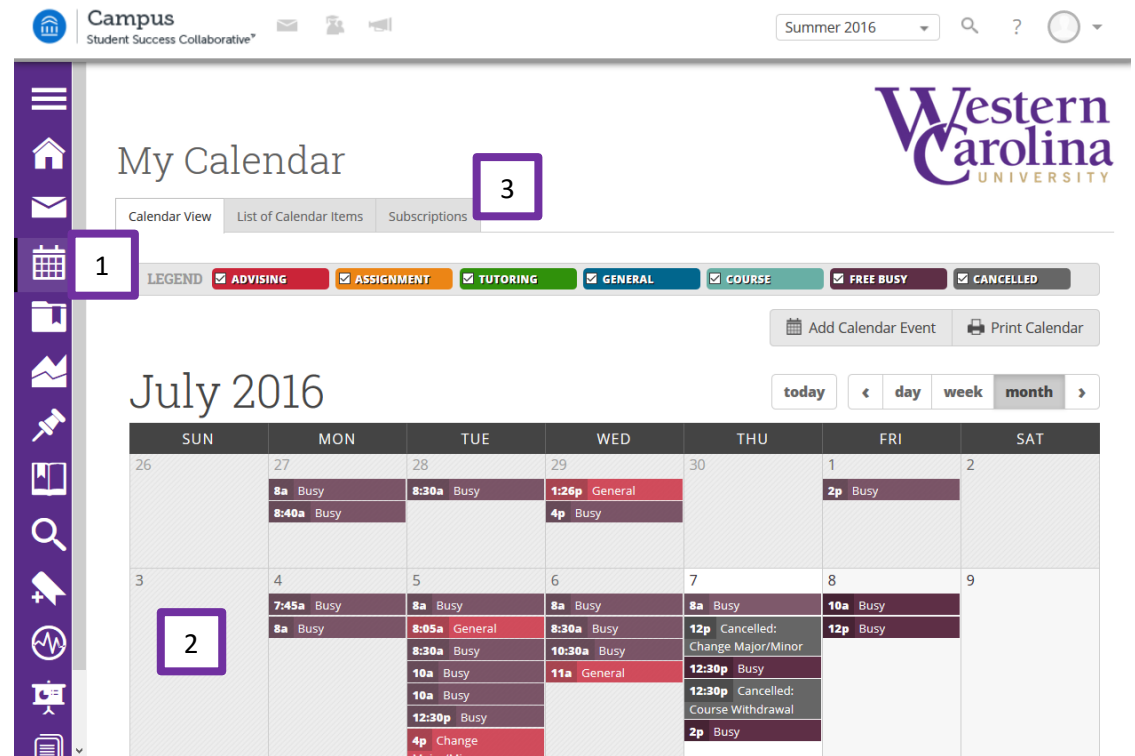 Campus
Student Success Collaborative™
Summer 2016
?
Western
Carolina
UNIVERSITY
My Calendar
3
Calendar View List of Calendar Items Subscriptions
1
LEGEND ADVISING ASSIGNMENT TUTORING GENERAL COURSE FREE BUSY CANCELLED
Add Calendar Event Print Calendar
July 2016
today ‹ day week month ›
SUN MON TUE WED THU FRI SAT
26 27 28 29 30 1 2
8a Busy 8:30a Busy 1:26p General 2p Busy
8:40a Busy 4p Busy
3 4 5 6 7 8 9
7:45a Busy 8a Busy 8a Busy 8a Busy 10a Busy
8a Busy 8:05a General 8:30a Busy 12p Cancelled: 12p Busy
2
8:30a Busy 10:30a Busy Change Major/Minor
10a Busy 11a General 12:30p Busy
10a Busy 12:30p Cancelled:
12:30p Busy Course Withdrawal
4p Change 2p Busy